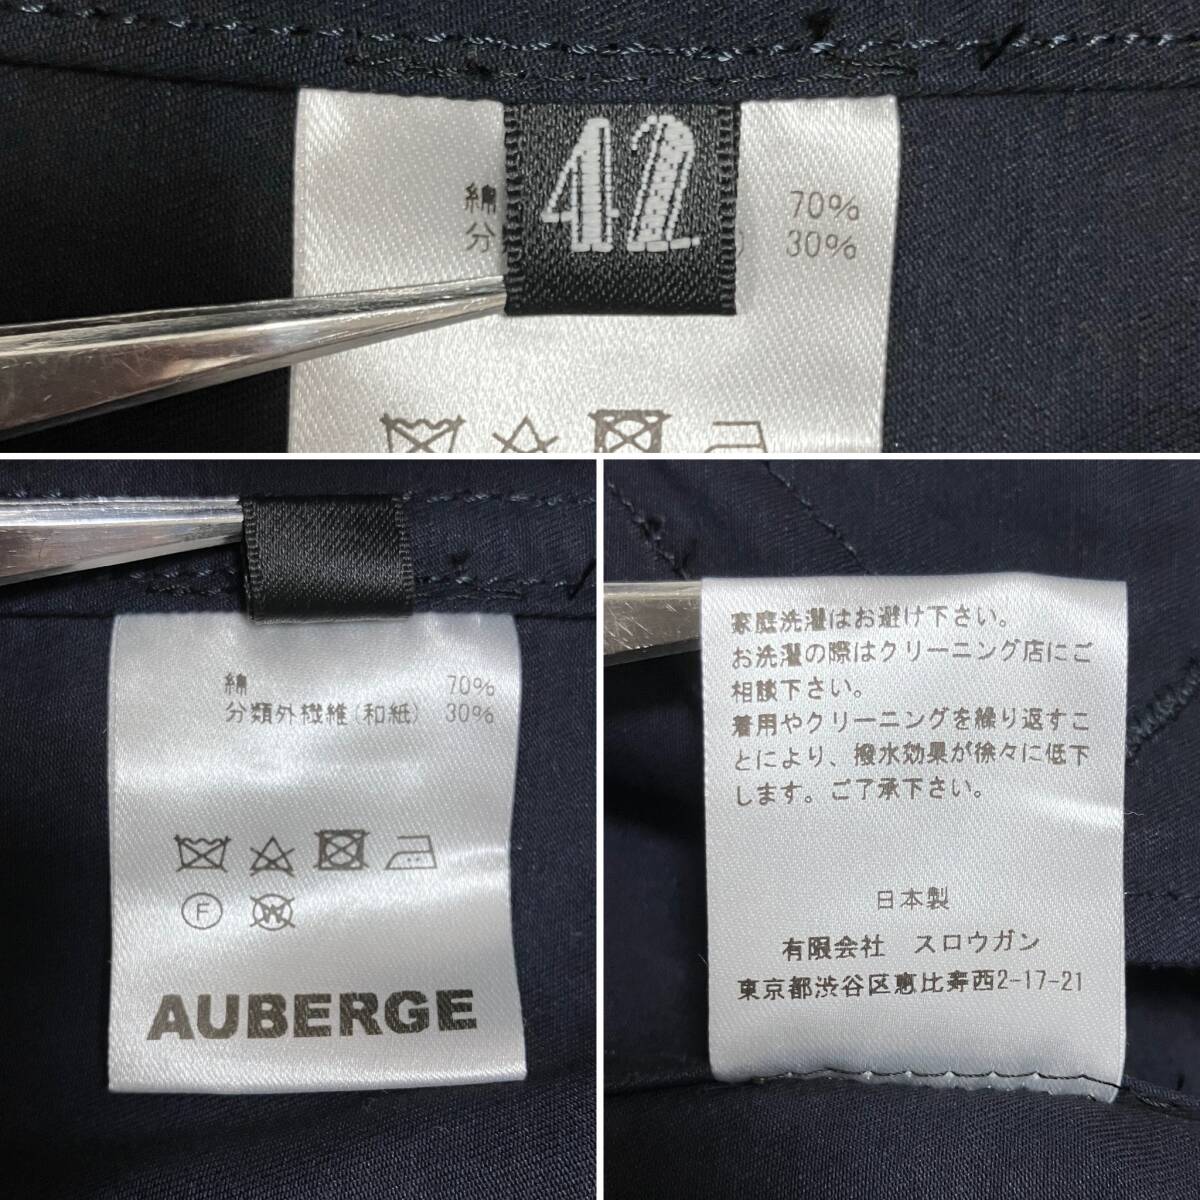 42
綿 70%
分 ) 30%
綿 70%
分類外繊維(和紙) 30%
F
W
AUBERGE
家庭洗濯はお避け下さい。
お洗濯の際はクリーニング店にご
相談下さい。
着用やクリーニングを繰り返すこ
とにより、撥水効果が徐々に低下
します。ご了承下さい。
日本製
有限会社 スロウガン
東京都渋谷区恵比寿西2-17-21